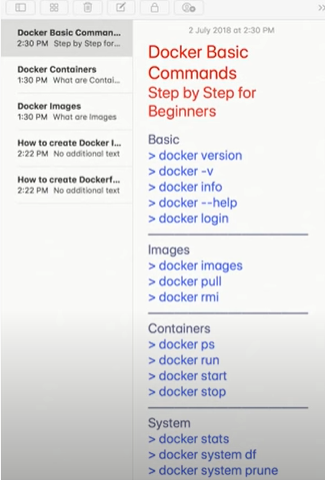 Docker Basic Comman...
2:30 PM Step by Step for...
Docker Containers
1:30 PM What are Contai...
Docker Images
1:30 PM What are Images
How to create Docker I...
2:22 PM No additional text
How to create Dockerf...
2:22 PM No additional text
2 July 2018 at 2:30 PM
Docker Basic
Commands
Step by Step for
Beginners
Basic
> docker version
> docker -v
> docker info
> docker --help
> docker login
Images
> docker images
> docker pull
> docker rmi
Containers
> docker ps
> docker run
> docker start
> docker stop
System
> docker stats
> docker system df
> docker system prune